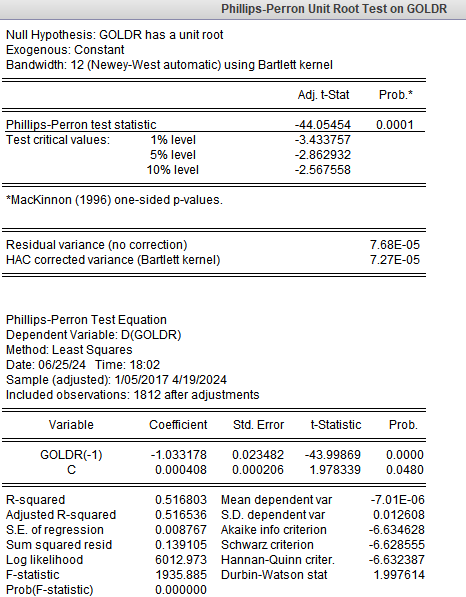 Phillips-Perron Unit Root Test on GOLDR
Null Hypothesis: GOLDR has a unit root
Exogenous: Constant
Bandwidth: 12 (Newey-West automatic) using Bartlett kernel
Adj. t-Stat Prob.*
Phillips-Perron test statistic -44.05454 0.0001
Test critical values: 1% level -3.433757
5% level -2.862932
10% level -2.567558
*MacKinnon (1996) one-sided p-values.
Residual variance (no correction) 7.68E-05
HAC corrected variance (Bartlett kernel) 7.27E-05
Phillips-Perron Test Equation
Dependent Variable: D(GOLDR)
Method: Least Squares
Date: 06/25/24 Time: 18:02
Sample (adjusted): 1/05/2017 4/19/2024
Included observations: 1812 after adjustments
Variable Coefficient Std. Error t-Statistic Prob.
GOLDR(-1) -1.033178 0.023482 -43.99869 0.0000
C 0.000408 0.000206 1.978339 0.0480
R-squared 0.516803 Mean dependent var -7.01E-06
Adjusted R-squared 0.516536 S.D. dependent var 0.012608
S.E. of regression 0.008767 Akaike info criterion -6.634628
Sum squared resid 0.139105 Schwarz criterion -6.628555
Log likelihood 6012.973 Hannan-Quinn criter. -6.632387
F-statistic 1935.885 Durbin-Watson stat 1.997614
Prob(F-statistic) 0.000000